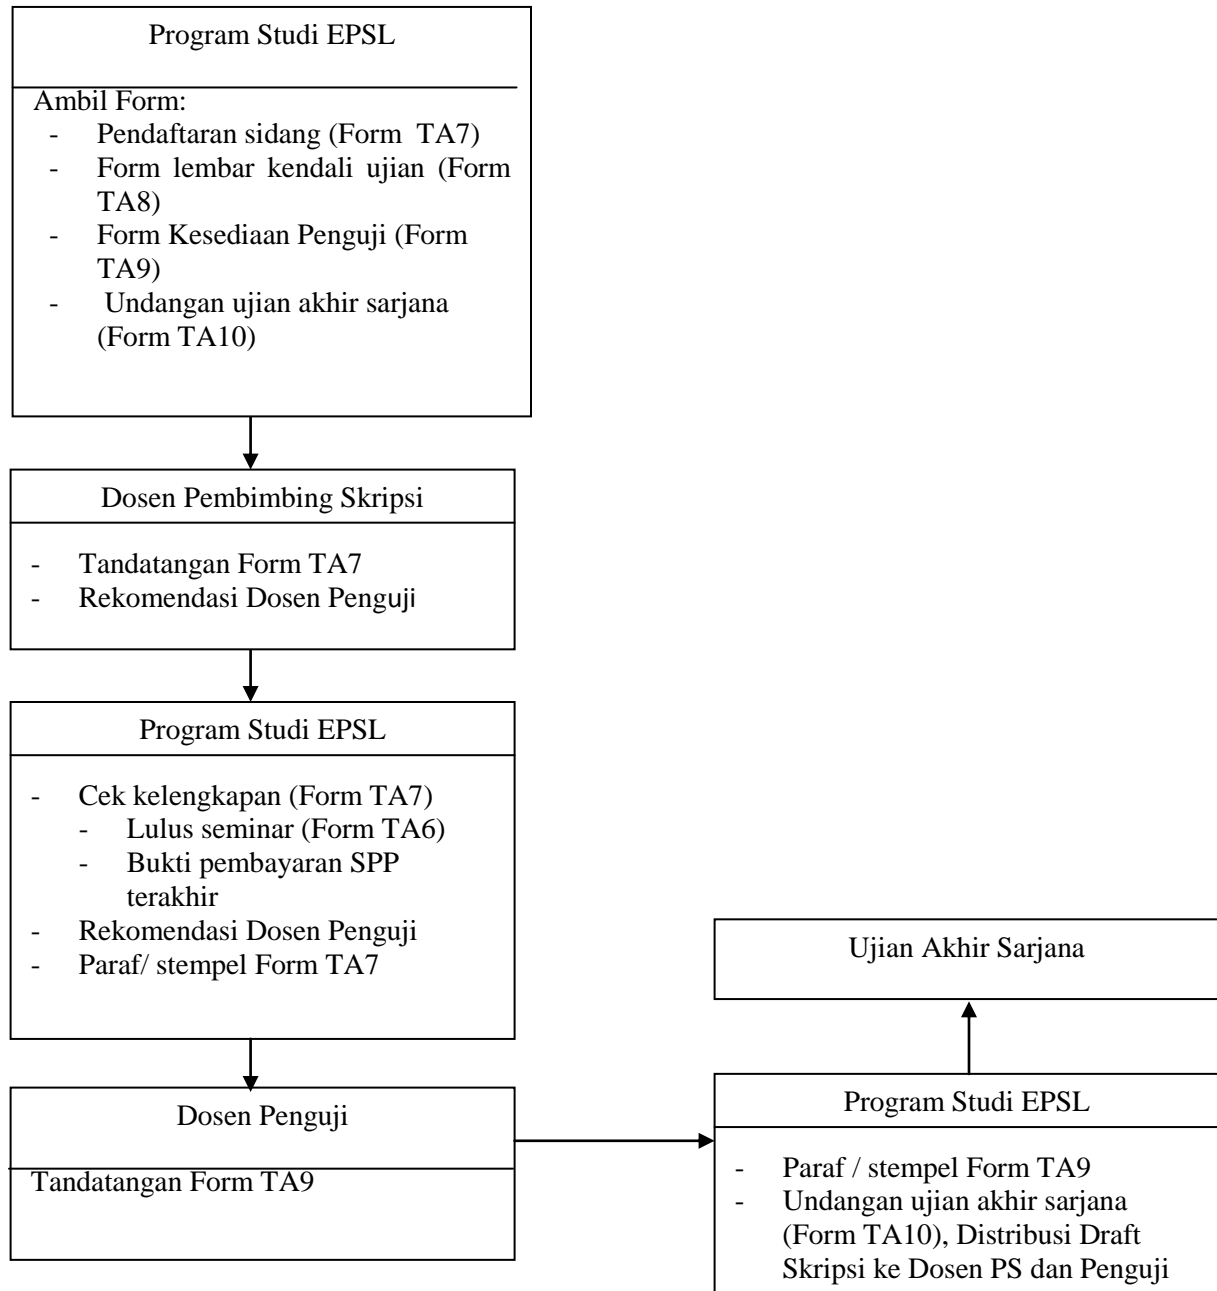 Program Studi EPSL
Ambil Form:
- Pendaftaran sidang (Form TA7)
- Form lembar kendali ujian (Form
TA8)
- Form Kesediaan Penguji (Form
TA9)
- Undangan ujian akhir sarjana
(Form TA10)
Dosen Pembimbing Skripsi
- Tandatangan Form TA7
- Rekomendasi Dosen Penguji
Program Studi EPSL
- Cek kelengkapan (Form TA7)
- Lulus seminar (Form TA6)
- Bukti pembayaran SPP
terakhir
- Rekomendasi Dosen Penguji
- Paraf/ stempel Form TA7
Dosen Penguji
Tandatangan Form TA9
Ujian Akhir Sarjana
Program Studi EPSL
- Paraf / stempel Form TA9
- Undangan ujian akhir sarjana
(Form TA10), Distribusi Draft
Skripsi ke Dosen PS dan Penguji